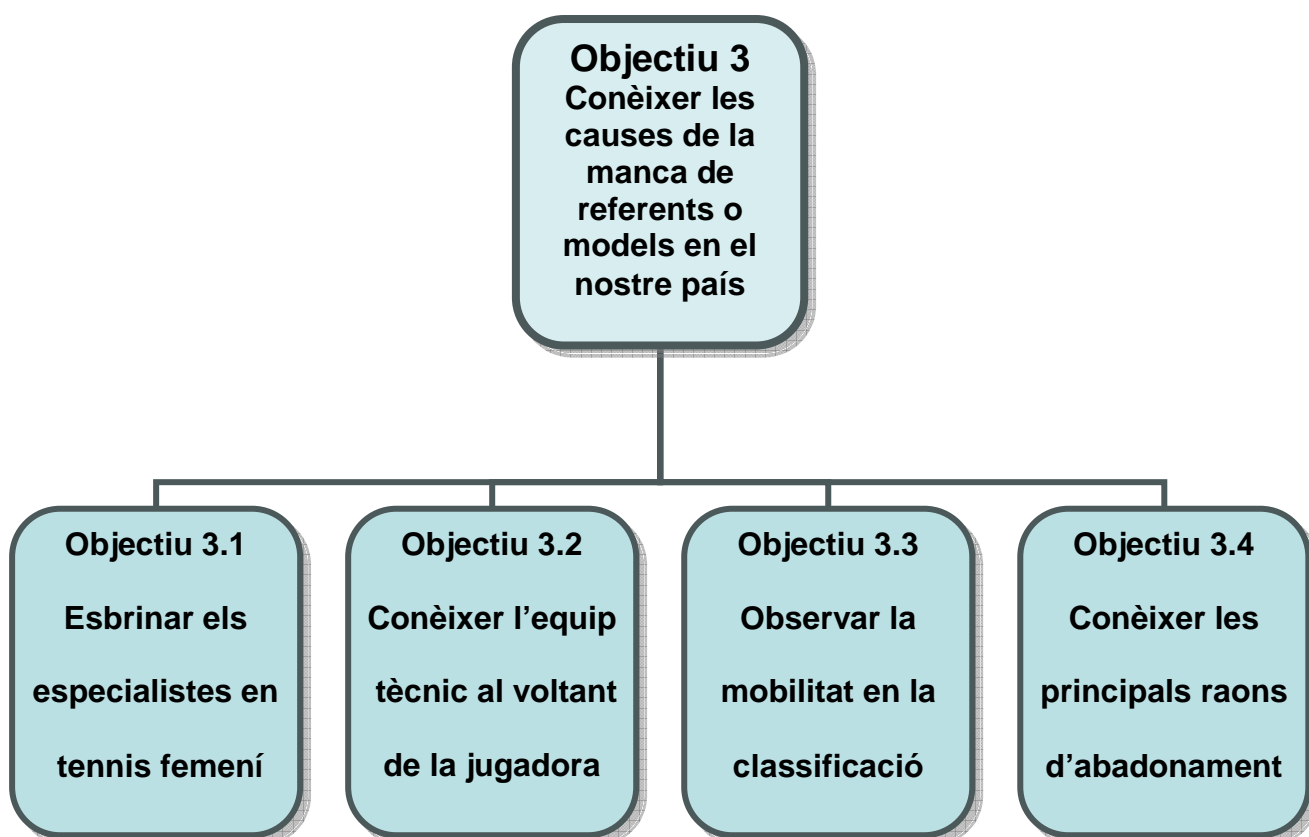 Objectiu 3
Conèixer les
causes de la
manca de
referents o
models en el
nostre país
Objectiu 3.1
Esbrinar els
especialistes en
tennis femení
Objectiu 3.2
Conèixer l’equip
tècnic al voltant
de la jugadora
Objectiu 3.3
Observar la
mobilitat en la
classificació
Objectiu 3.4
Conèixer les
principals raons
d’abadonament